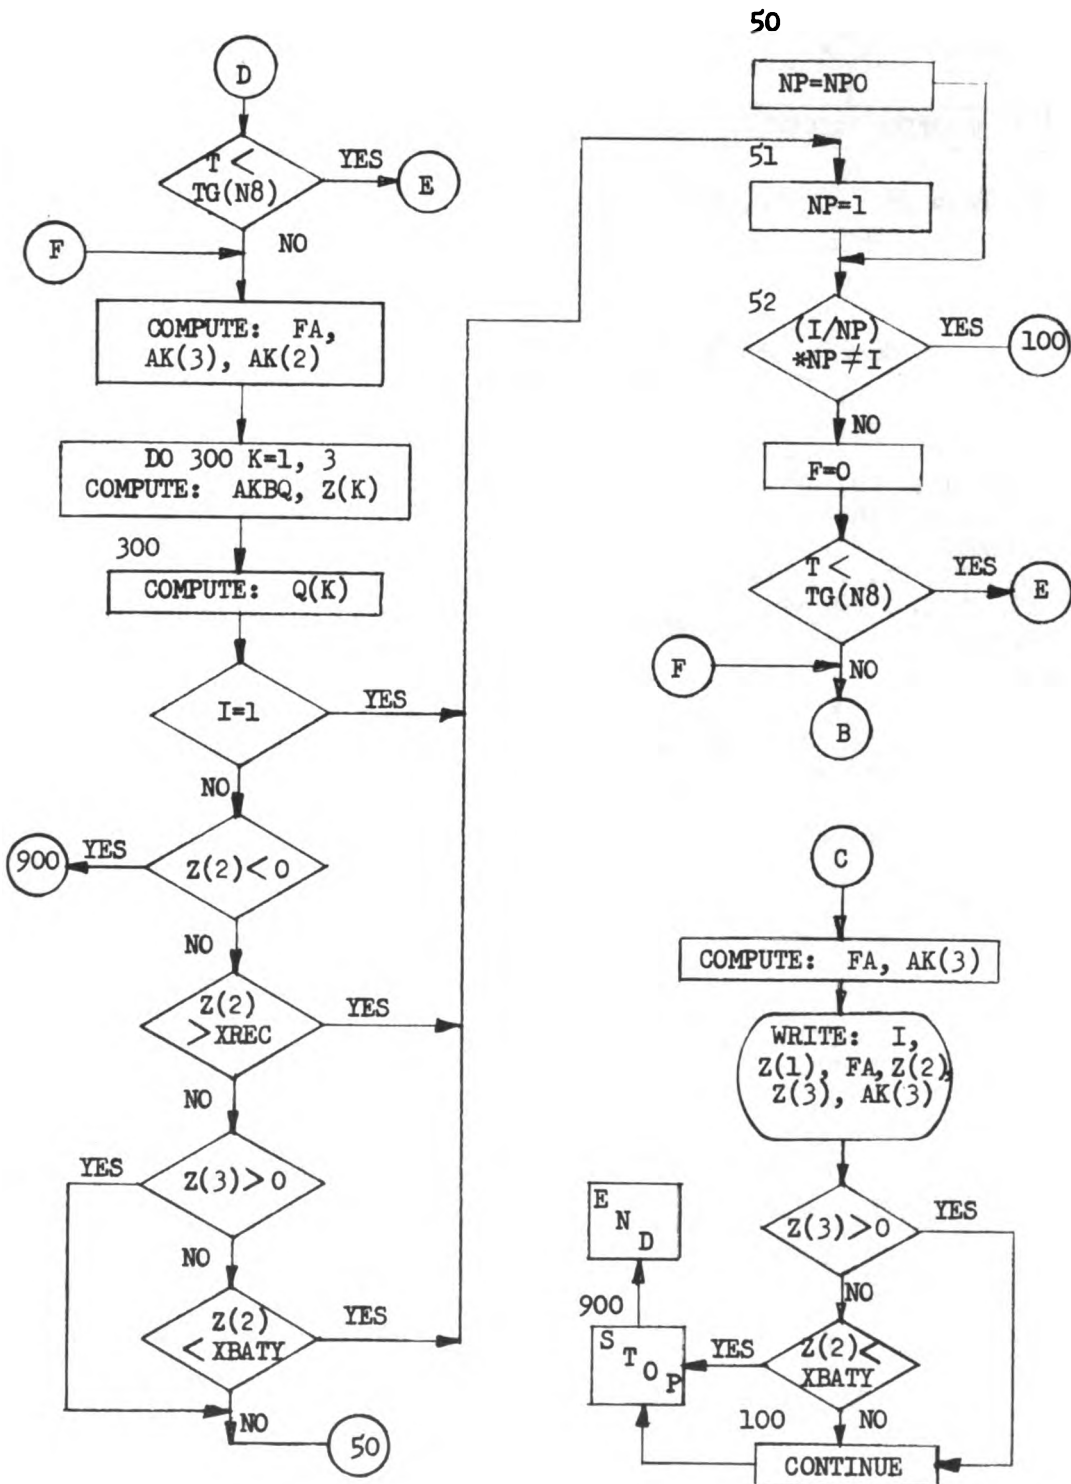 D
T <
TG(N8)
YES
E
NO
F
COMPUTE: FA,
AK(3), AK(2)
DO 300 K=1, 3
COMPUTE: AKBQ, Z(K)
300
COMPUTE: Q(K)
I=1
YES
NO
Z(2)<0
YES
900
NO
Z(2)
>XREC
YES
NO
Z(3)>0
YES
NO
Z(2)
< XBATY
YES
NO
50
50
NP=NPO
51
NP=1
52
(I/NP)
*NP≠I
YES
100
NO
F=0
T <
TG(N8)
YES
E
F
NO
B
C
COMPUTE: FA, AK(3)
WRITE: I,
Z(1), FA, Z(2),
Z(3), AK(3)
Z(3)>0
YES
NO
Z(2)<
XBATY
YES
NO
END
900
STOP
100
CONTINUE